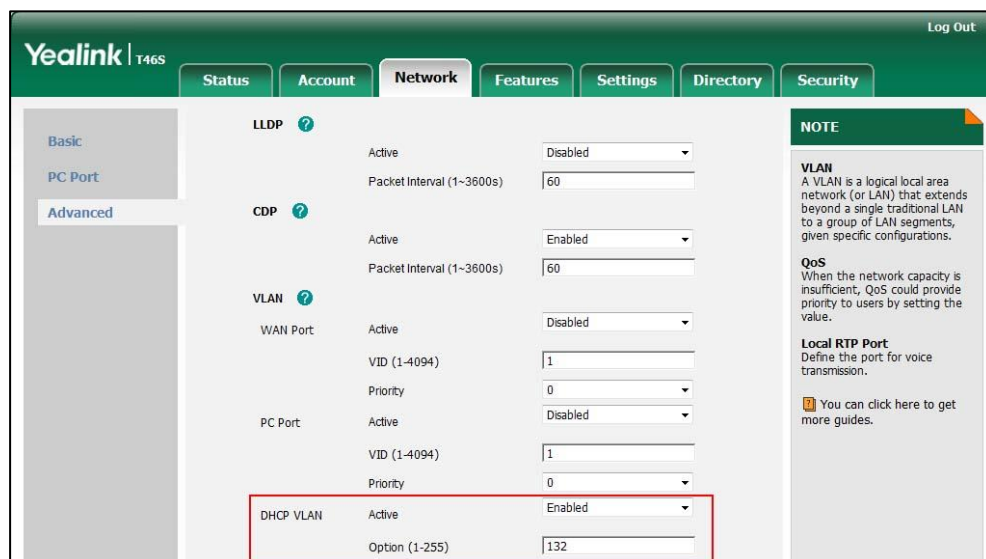 Log Out
Yealink T46S
Status Account Network Features Settings Directory Security
Basic
PC Port
Advanced
LLDP ?
Active Disabled
Packet Interval (1~3600s) 60
CDP ?
Active Enabled
Packet Interval (1~3600s) 60
VLAN ?
WAN Port Active Disabled
VID (1-4094) 1
Priority 0
PC Port Active Disabled
VID (1-4094) 1
Priority 0
DHCP VLAN Active Enabled
Option (1-255) 132
NOTE
VLAN
A VLAN is a logical local area
network (or LAN) that extends
beyond a single traditional LAN
to a group of LAN segments,
given specific configurations.
QoS
When the network capacity is
insufficient, QoS could provide
priority to users by setting the
value.
Local RTP Port
Define the port for voice
transmission.
? You can click here to get
more guides.